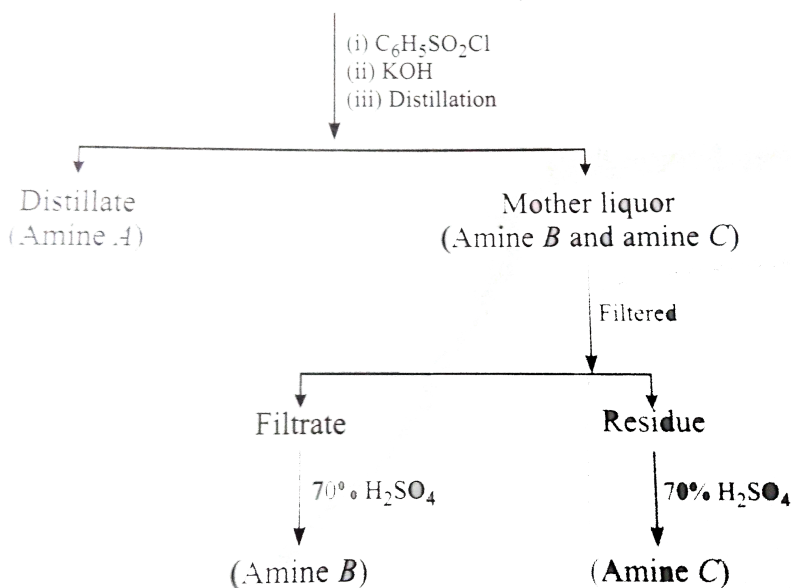 (i) C₆H₅SO₂Cl
(ii) KOH
(iii) Distillation
Distillate
(Amine A)
Mother liquor
(Amine B and amine C)
Filtered
Filtrate
Residue
70% H₂SO₄
70% H₂SO₄
(Amine B)
(Amine C)